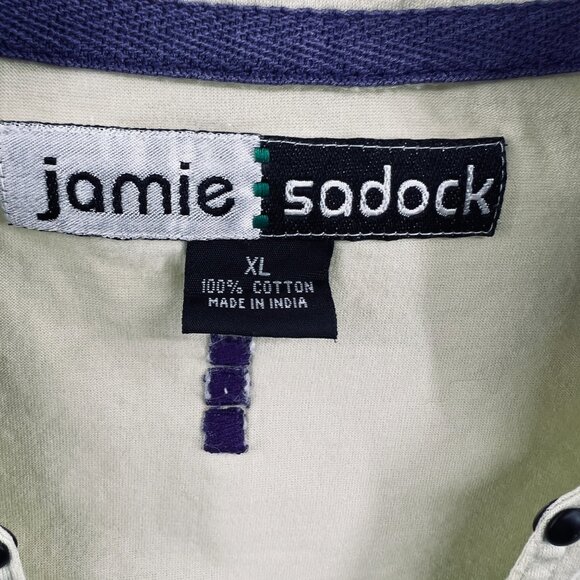 jamie sadock
XL
100% COTTON
MADE IN INDIA